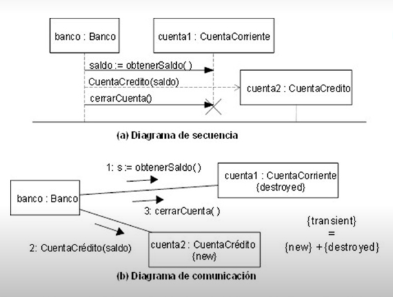 banco : Banco
cuenta1 : CuentaCorriente
saldo := obtenerSaldo( )
CuentaCredito(saldo)
cuenta2 : CuentaCredito
cerrarCuenta()
(a) Diagrama de secuencia
1: s := obtenerSaldo( )
cuenta1 : CuentaCorriente
{destroyed}
banco : Banco
3: cerrarCuenta( )
{transient}
=
{new} +{destroyed}
2: CuentaCrédito(saldo)
cuenta2 : CuentaCrédito
{new}
(b) Diagrama de comunicación